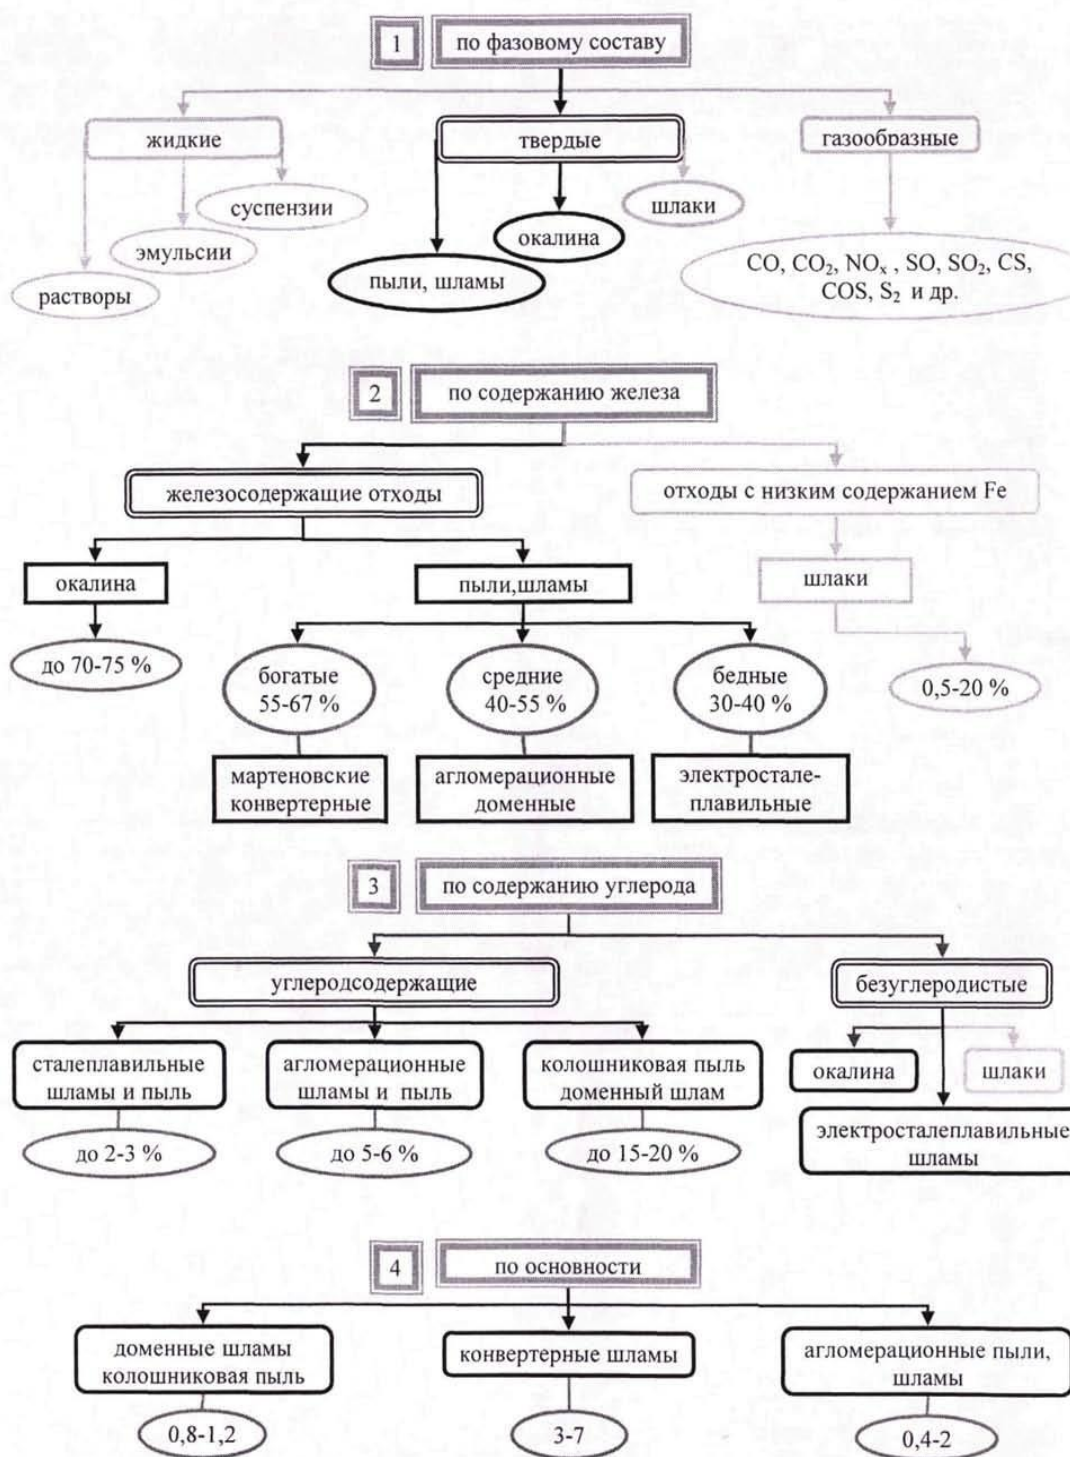 1
по фазовому составу
жидкие
твердые
газообразные
суспензии
эмульсии
растворы
шлаки
окалина
пыли, шламы
CO, CO₂, NOₓ , SO, SO₂, CS,
COS, S₂ и др.
2
по содержанию железа
железосодержащие отходы
отходы с низким содержанием Fe
окалина
пыли,шламы
шлаки
до 70-75 %
богатые
55-67 %
средние
40-55 %
бедные
30-40 %
0,5-20 %
мартеновские
конвертерные
агломерационные
доменные
электростале-
плавильные
3
по содержанию углерода
углеродсодержащие
безуглеродистые
сталеплавильные
шламы и пыль
агломерационные
шламы и пыль
колошниковая пыль
доменный шлам
окалина
шлаки
до 2-3 %
до 5-6 %
до 15-20 %
электросталеплавильные
шламы
4
по основности
доменные шламы
колошниковая пыль
конвертерные шламы
агломерационные пыли,
шламы
0,8-1,2
3-7
0,4-2